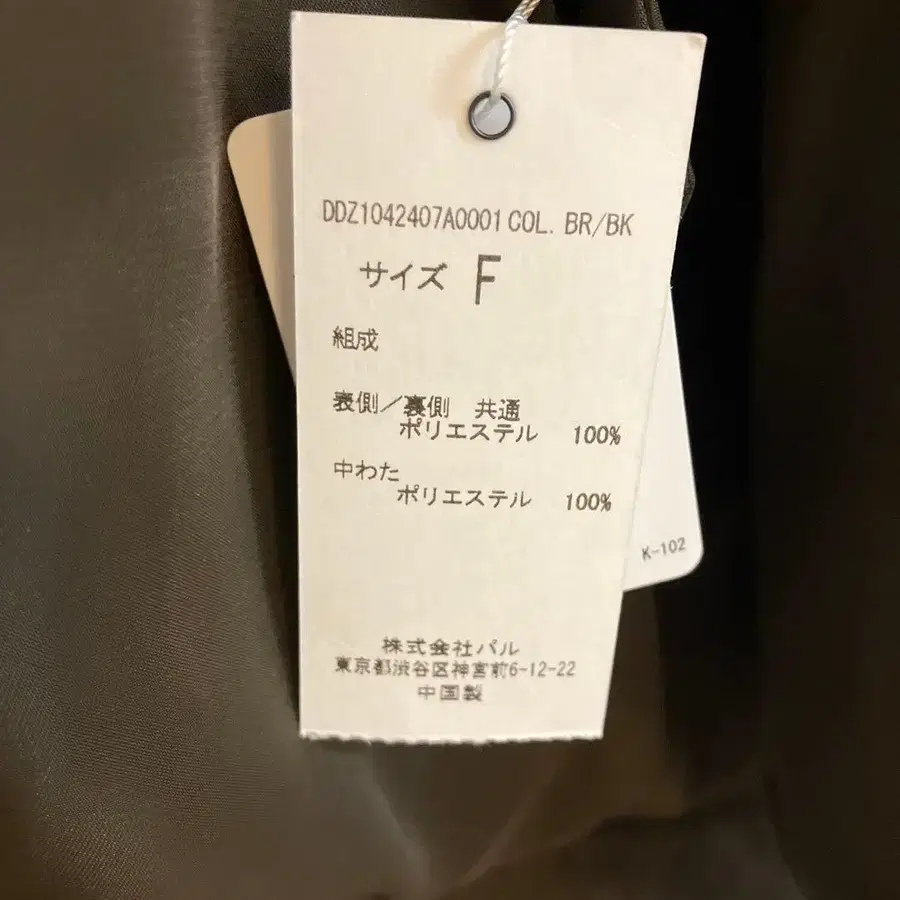 DDZ1042407A0001 COL. BR/BK
サイズ F
組成
表側/裏側 共通
ポリエステル 100%
中わた
ポリエステル 100%
K-102
株式会社パル
東京都渋谷区神宮前6-12-22
中国製